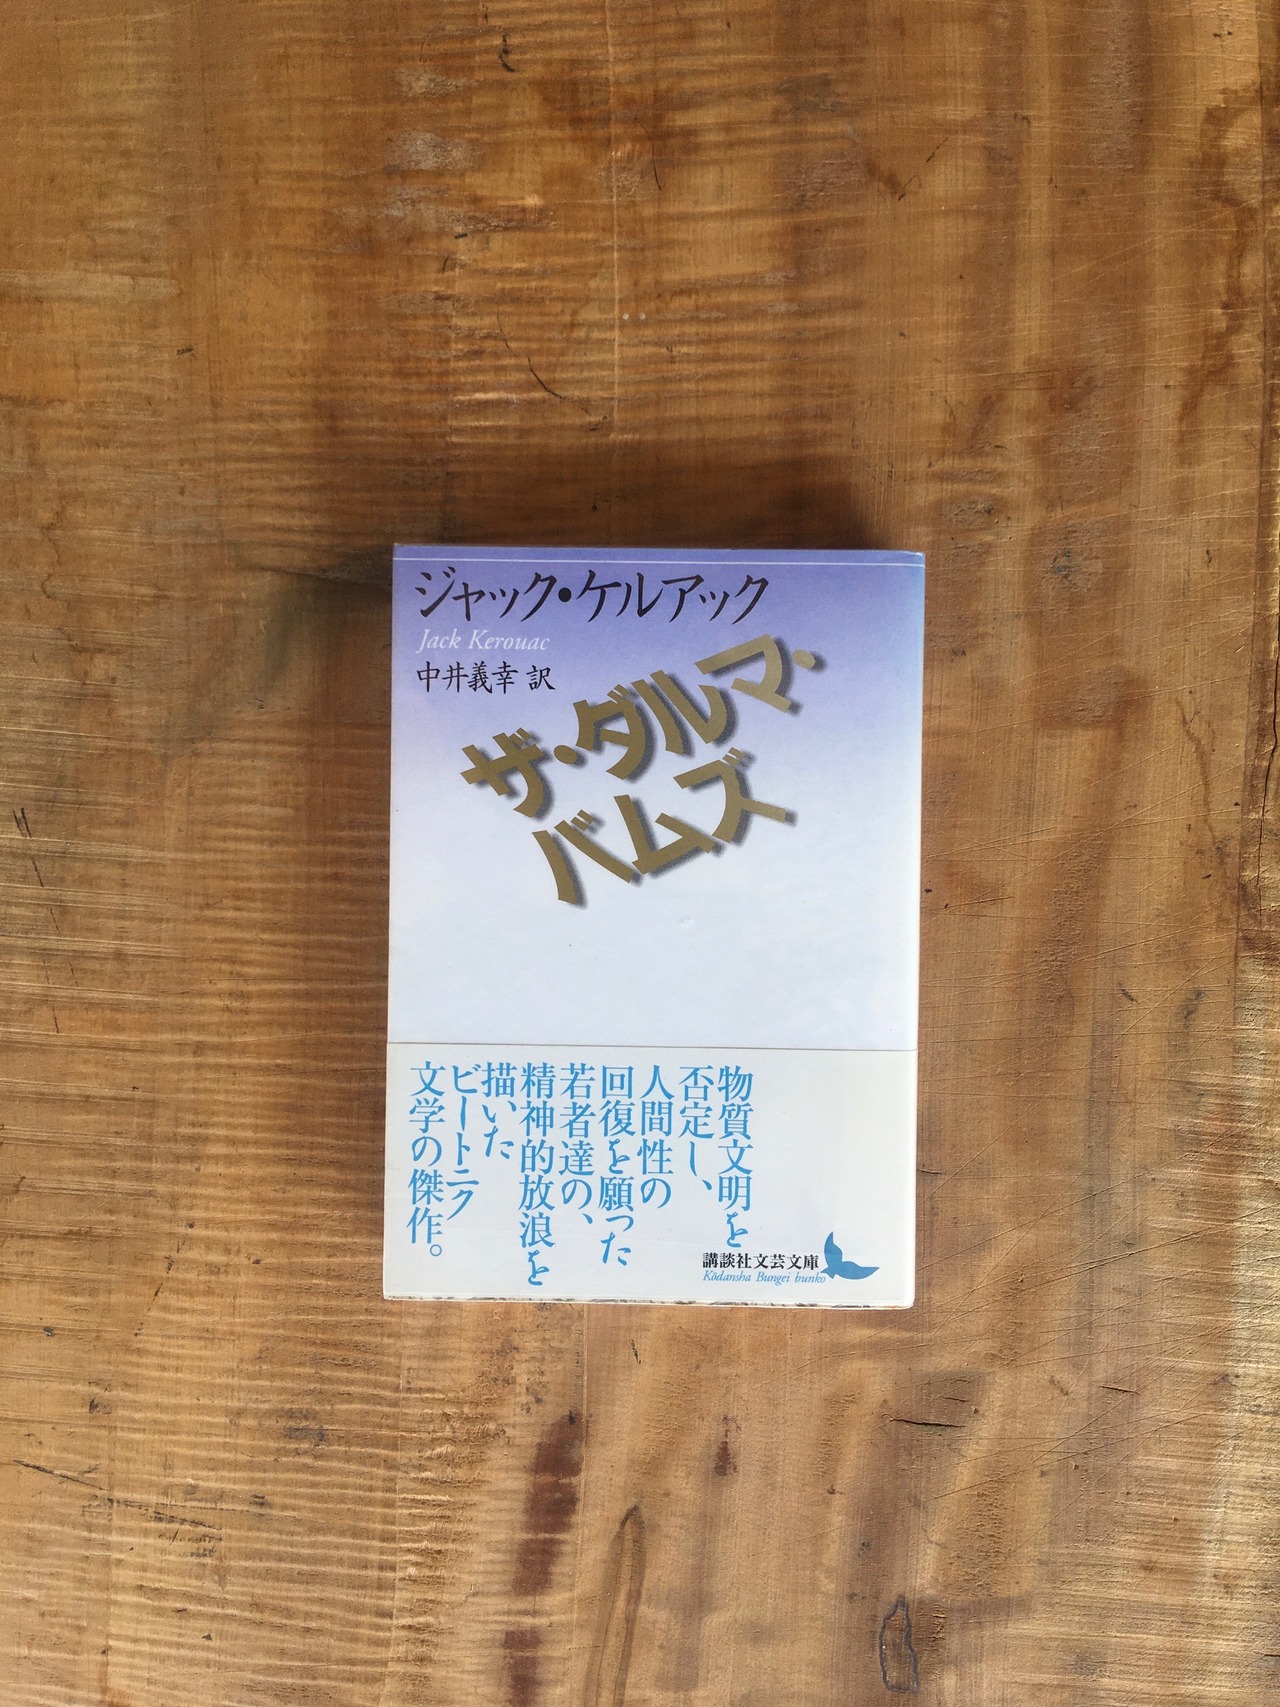 ジャック・ケルアック
Jack Kerouac
中井義幸 訳
ザ・ダルマ・
バムズ
物質文明を
否定し、
人間性の
回復を願った
若者達の、
精神的放浪を
描いた
ビートニク
文学の傑作。
講談社文芸文庫
Kōdansha Bungei bunko